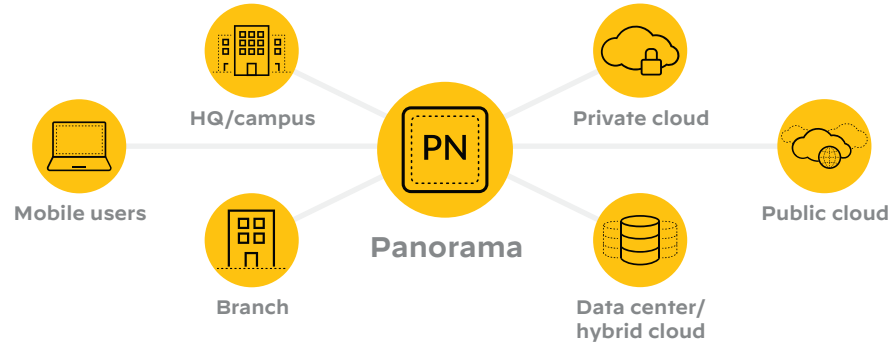 HQ/campus
Private cloud
PN
Mobile users
Public cloud
Panorama
Branch
Data center/
hybrid cloud